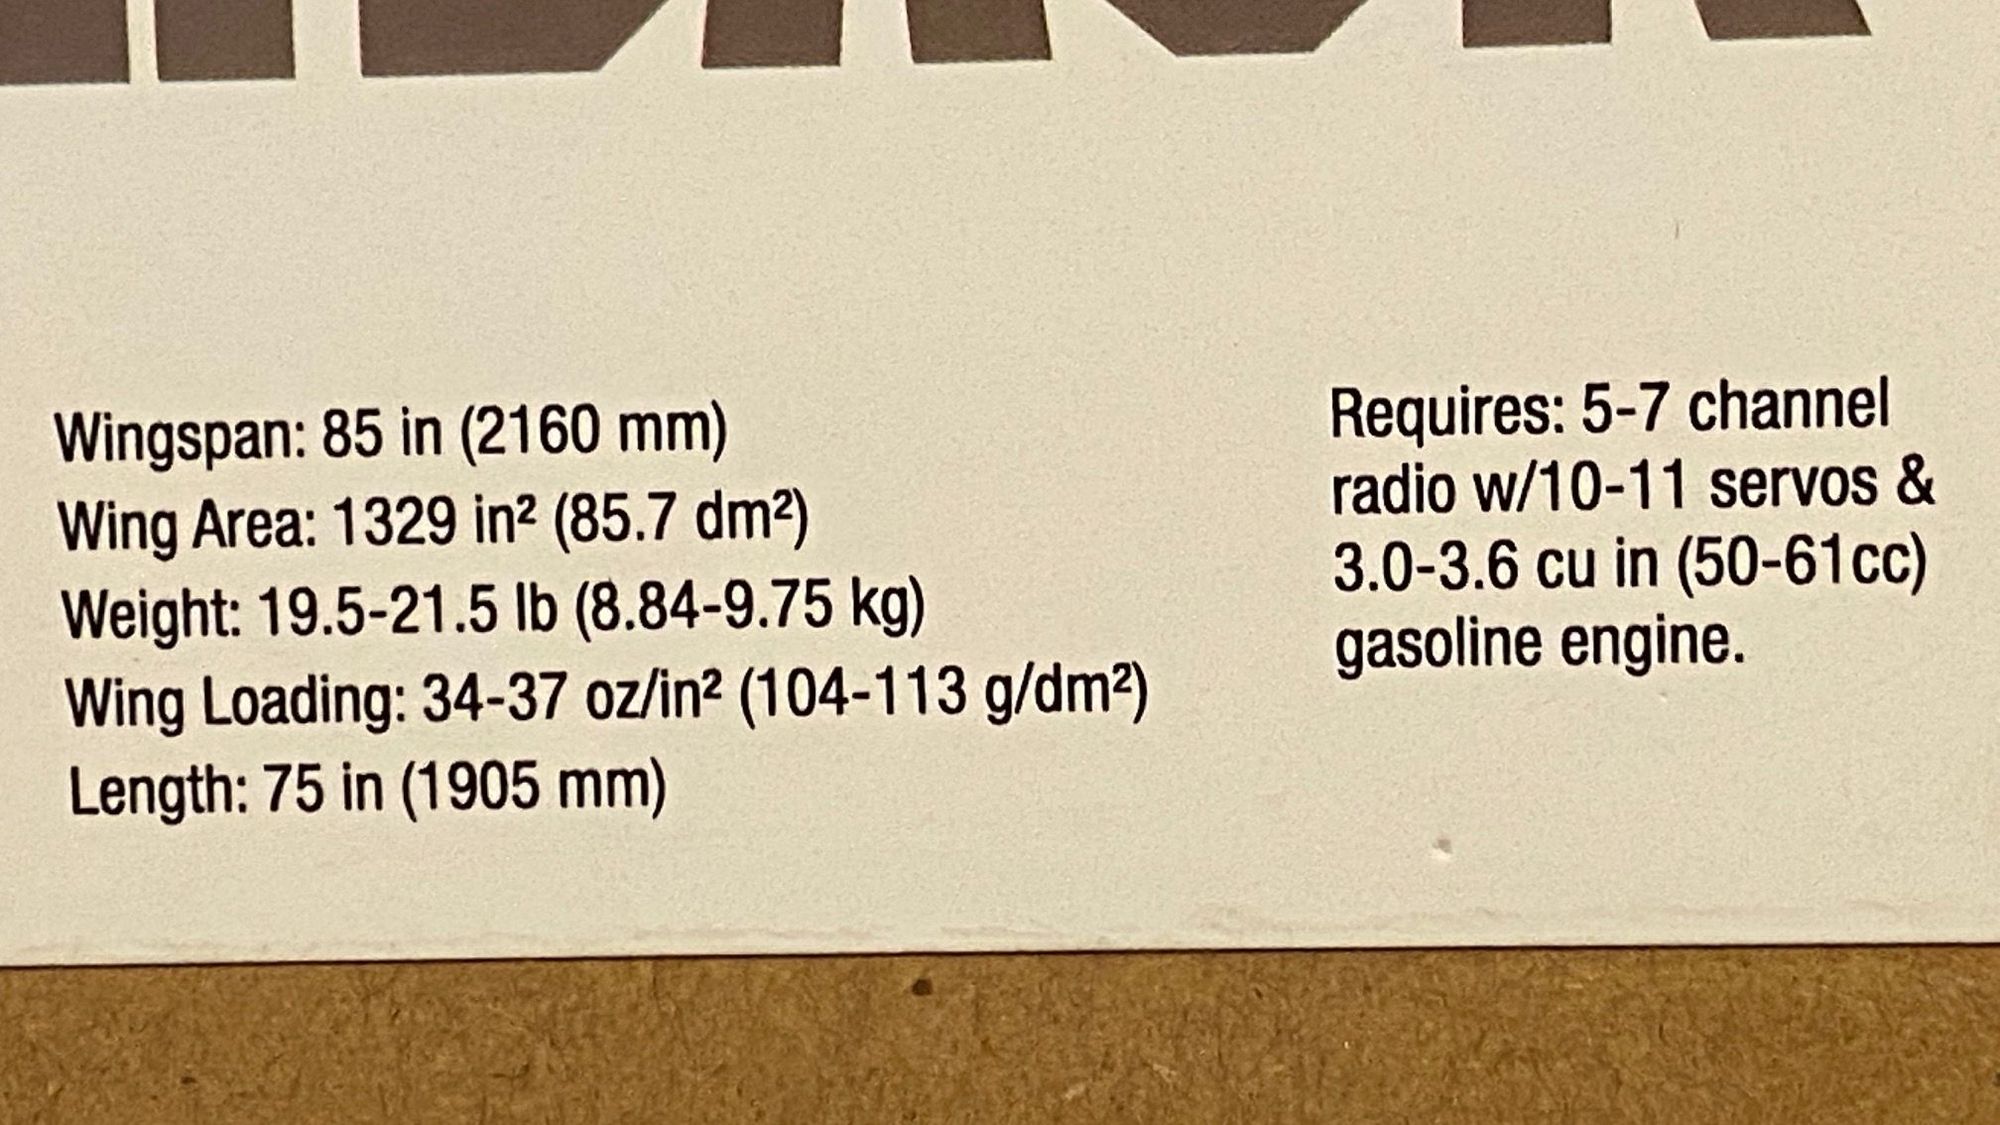 Wingspan: 85 in (2160 mm)
Wing Area: 1329 in² (85.7 dm²)
Weight: 19.5-21.5 lb (8.84-9.75 kg)
Wing Loading: 34-37 oz/in² (104-113 g/dm²)
Length: 75 in (1905 mm)
Requires: 5-7 channel
radio w/10-11 servos &
3.0-3.6 cu in (50-61cc)
gasoline engine.